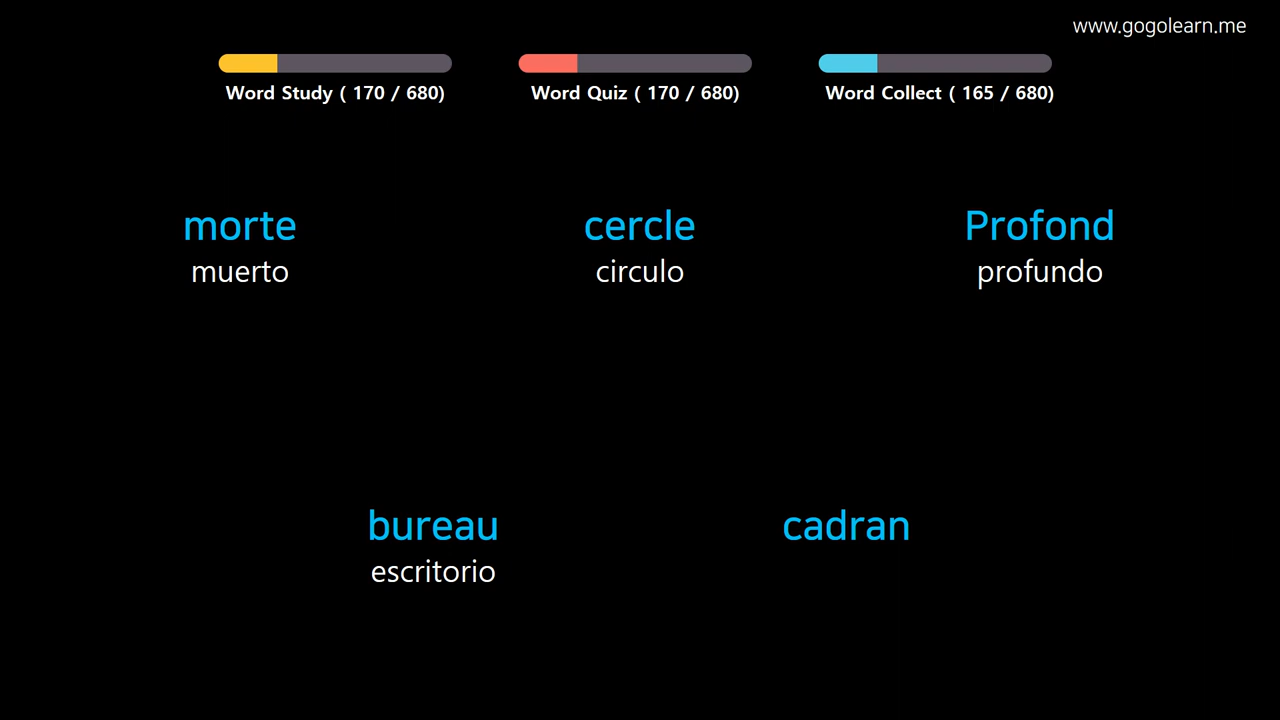 www.gogolearn.me
Word Study ( 170 / 680)
Word Quiz ( 170 / 680)
Word Collect ( 165 / 680)
morte
muerto
cercle
circulo
Profond
profundo
bureau
escritorio
cadran